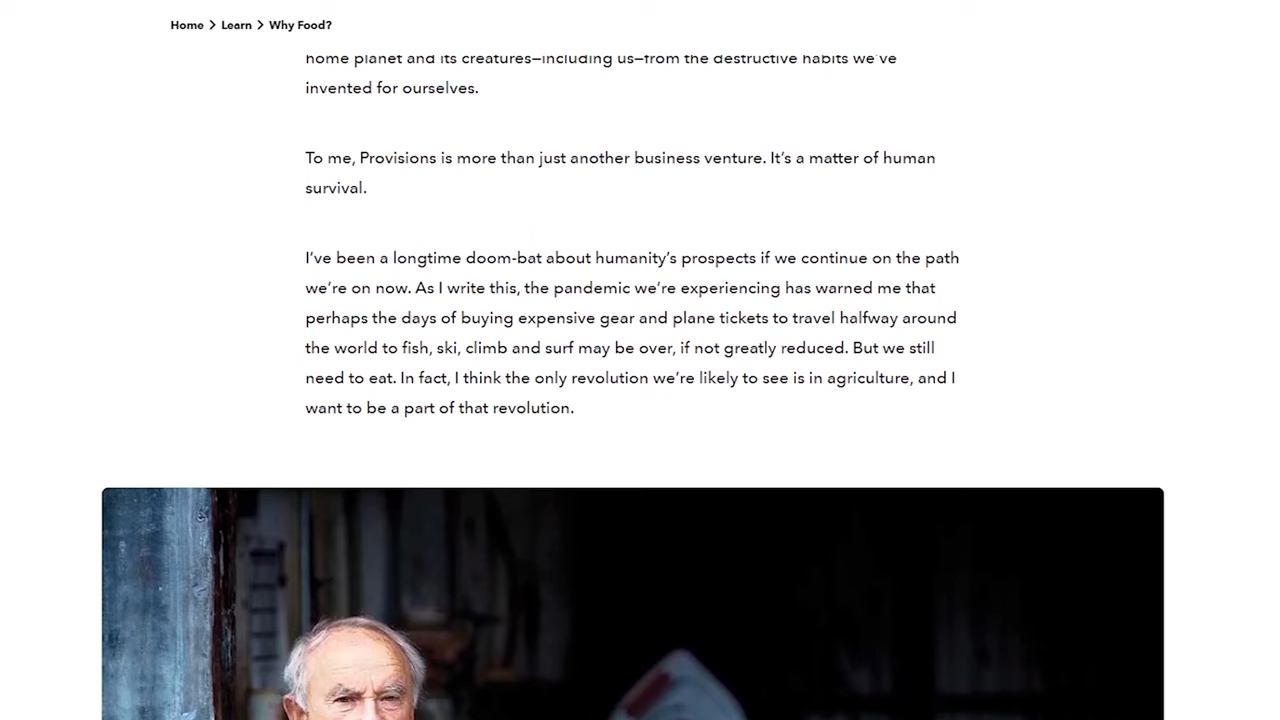 Home > Learn > Why Food?
home planet and its creatures—including us—from the destructive habits we've
invented for ourselves.
To me, Provisions is more than just another business venture. It's a matter of human
survival.
I've been a longtime doom-bat about humanity's prospects if we continue on the path
we're on now. As I write this, the pandemic we're experiencing has warned me that
perhaps the days of buying expensive gear and plane tickets to travel halfway around
the world to fish, ski, climb and surf may be over, if not greatly reduced. But we still
need to eat. In fact, I think the only revolution we're likely to see is in agriculture, and I
want to be a part of that revolution.